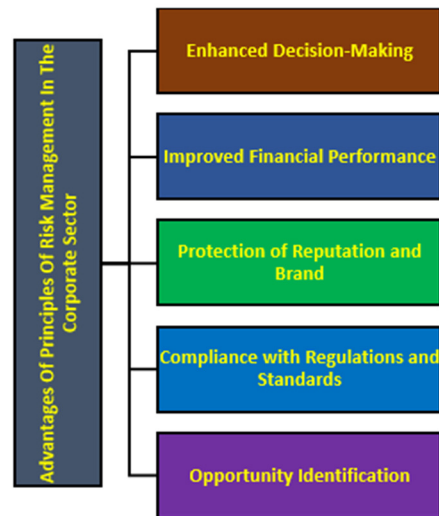 Advantages Of Principles Of Risk Management In The
Corporate Sector
Enhanced Decision-Making
Improved Financial Performance
Protection of Reputation and
Brand
Compliance with Regulations and
Standards
Opportunity Identification